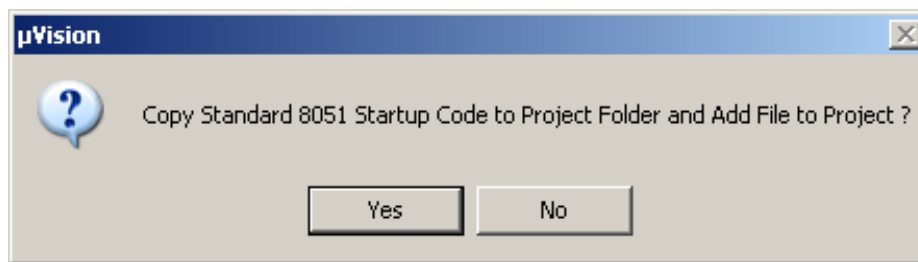 µVision
Copy Standard 8051 Startup Code to Project Folder and Add File to Project ?
Yes
No